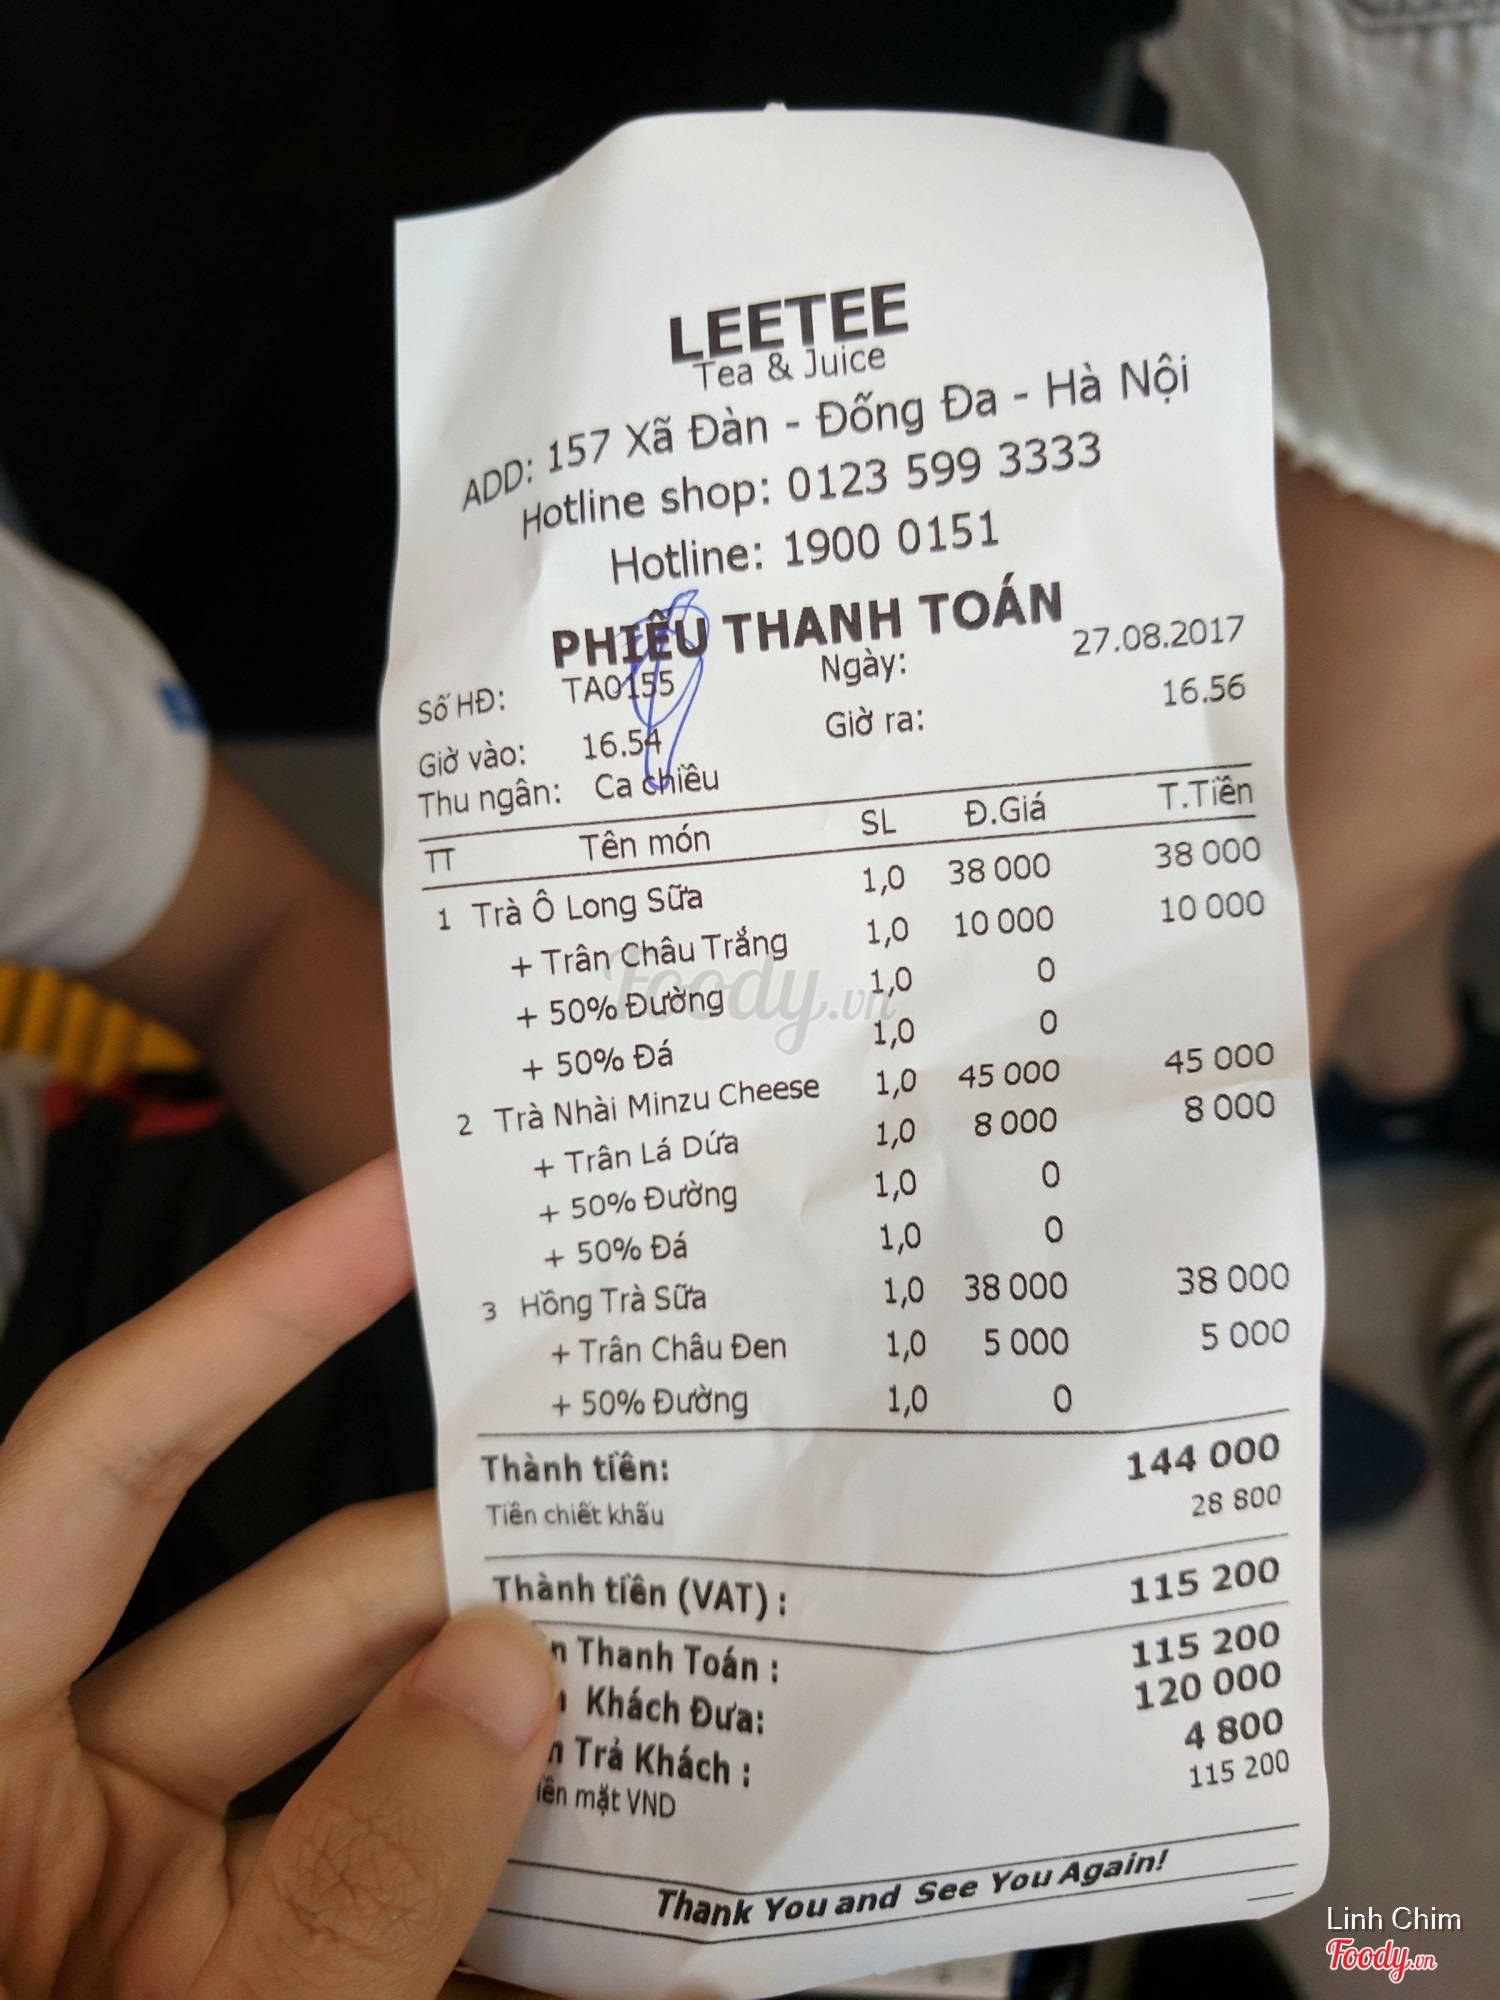 LEETEE
Tea & Juice
ADD: 157 Xã Đàn - Đống Đa - Hà Nội
Hotline shop: 0123 599 3333
Hotline: 1900 0151
PHIẾU THANH TOÁN
Số HĐ: TA0155 Ngày: 27.08.2017
Giờ vào: 16.54 Giờ ra: 16.56
Thu ngân: Ca chiều
TT Tên món SL Đ.Giá T.Tiền
1 Trà Ô Long Sữa 1,0 38 000 38 000
+ Trân Châu Trắng 1,0 10 000 10 000
+ 50% Đường 1,0 0
+ 50% Đá 1,0 0
2 Trà Nhài Minzu Cheese 1,0 45 000 45 000
+ Trân Lá Dứa 1,0 8 000 8 000
+ 50% Đường 1,0 0
+ 50% Đá 1,0 0
3 Hồng Trà Sữa 1,0 38 000 38 000
+ Trân Châu Đen 1,0 5 000 5 000
+ 50% Đường 1,0 0
Thành tiền: 144 000
Tiền chiết khấu 28 800
Thành tiền (VAT) : 115 200
Thanh Toán : 115 200
Khách Đưa: 120 000
Trả Khách : 4 800
mặt VND 115 200
Thank You and See You Again!
Foody.vn
Linh Chim
Foody.vn